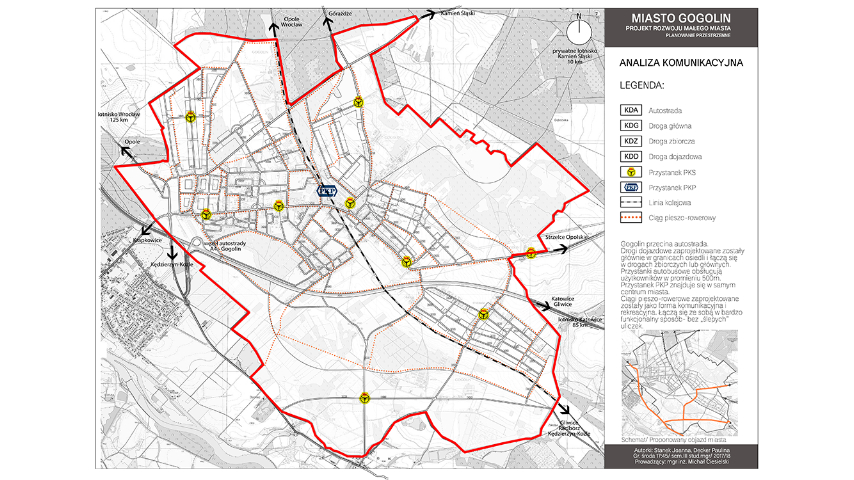 MIASTO GOGOLIN
PROJEKT ROZWOJU MAŁEGO MIASTA
PLANOWANIE PRZESTRZENNE
ANALIZA KOMUNIKACYJNA
LEGENDA:
KDA Autostrada
KDG Droga główna
KDZ Droga zbiorcza
KDD Droga dojazdowa
Przystanek PKS
PKP Przystanek PKP
Linia kolejowa
Ciąg pieszo-rowerowy
Gogolin przecina autostrada.
Drogi dojazdowe zaprojektowane zostały
głównie w granicach osiedli i łączą się
w drogach zbiorczych lub głównych.
Przystanki autobusowe obsługują
użytkowników w promieniu 500m.
Przystanek PKP znajduje się w samym
centrum miasta.
Ciągi pieszo-rowerowe zaprojektowane
zostały jako forma komunikacyjna i
rekreacyjna. Łączą się ze sobą w bardzo
funkcjonalny sposób- bez „ślepych"
uliczek.
Schemat/ Proponowany objazd miasta
Autorki: Stanek Joanna, Decker Paulina
Gr. środa 17:45/ sem. II stud.mgr/ 2017/18
Prowadzący: mgr inż. Michał Ciesielski
Opole
Wrocław
Górażdże
Kamień Śląski
N
prywatne lotnisko
Kamień Śląski
10 km
lotnisko Wrocław
125 km
Opole
PKP
Krapkowice
węzeł autostrady
A4 Gogolin
Kędzierzyn-Koźle
Strzelce Opolskie
Katowice
Gliwice
lotnisko Katowice
85 km
Gliwice
Racibórz
Kędzierzyn-Koźle